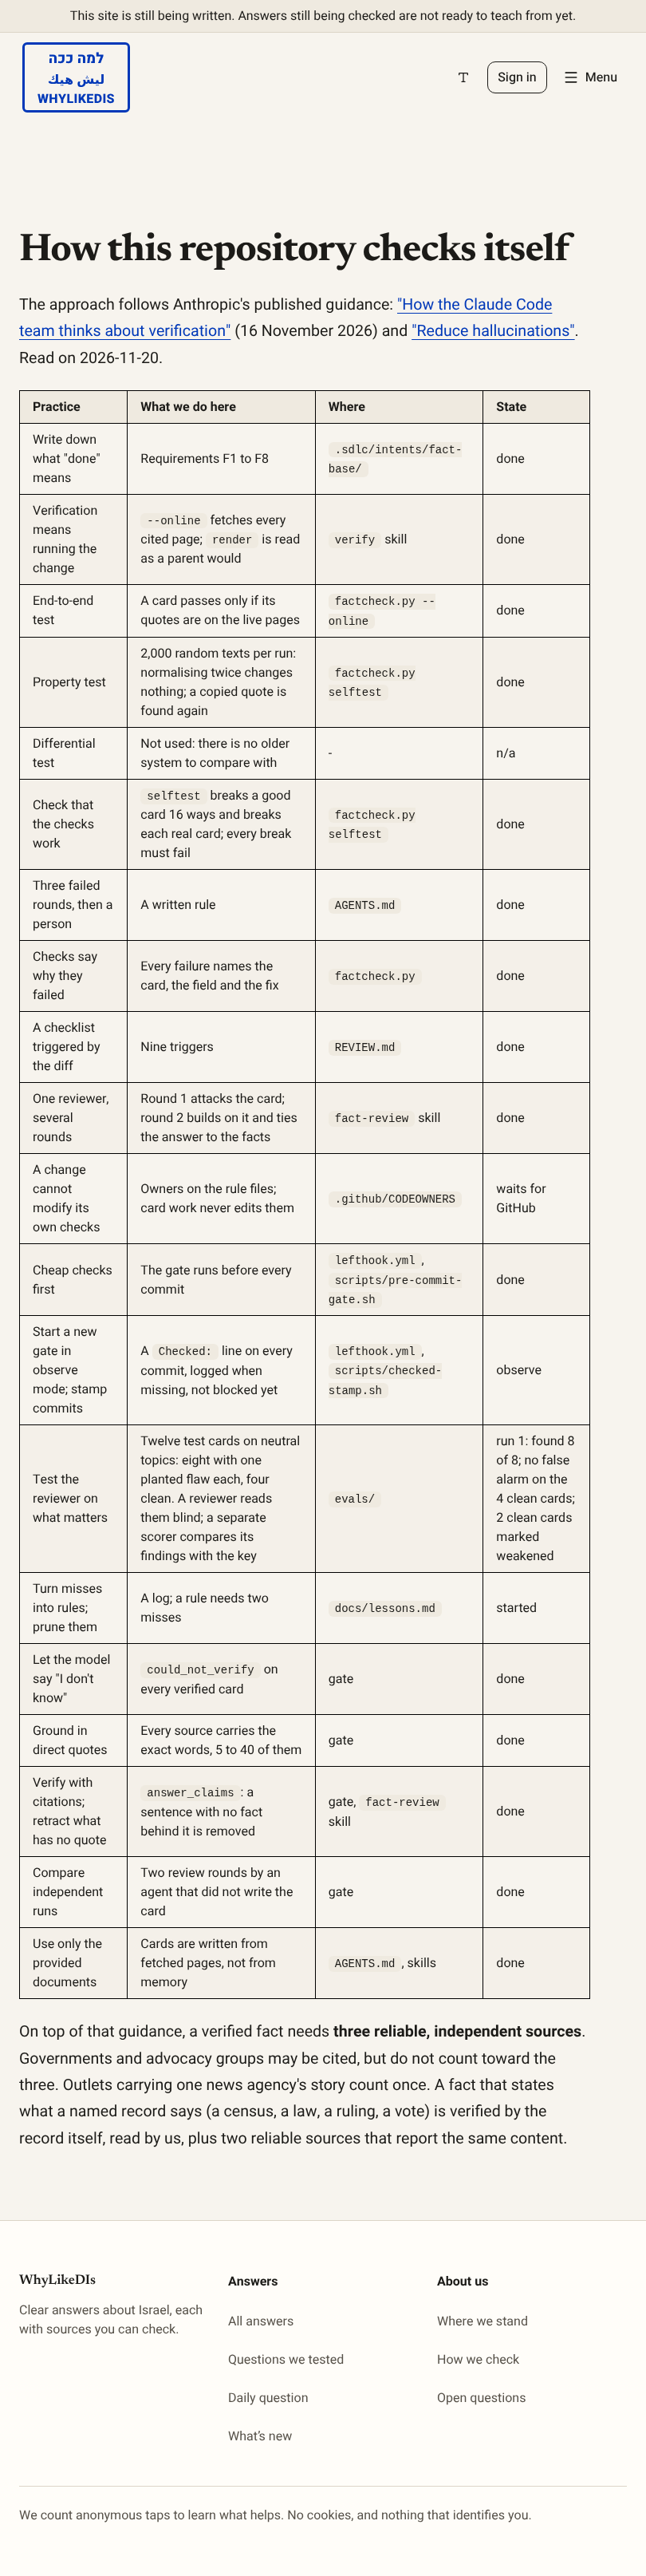 This site is still being written. Answers still being checked are not ready to teach from yet.
למה ככה
ليش هيك
WHYLIKEDIS
T
Sign in
Menu
How this repository checks itself
The approach follows Anthropic's published guidance: "How the Claude Code
team thinks about verification" (16 November 2026) and "Reduce hallucinations".
Read on 2026-11-20.
Practice
What we do here
Where
State
Write down
what "done"
means
Requirements F1 to F8
.sdlc/intents/fact-
base/
done
Verification
means
running the
change
--online fetches every
cited page; render is read
as a parent would
verify skill
done
End-to-end
test
A card passes only if its
quotes are on the live pages
factcheck.py --
online
done
Property test
2,000 random texts per run:
normalising twice changes
nothing; a copied quote is
found again
factcheck.py
selftest
done
Differential
test
Not used: there is no older
system to compare with
-
n/a
Check that
the checks
work
selftest breaks a good
card 16 ways and breaks
each real card; every break
must fail
factcheck.py
selftest
done
Three failed
rounds, then a
person
A written rule
AGENTS.md
done
Checks say
why they
failed
Every failure names the
card, the field and the fix
factcheck.py
done
A checklist
triggered by
the diff
Nine triggers
REVIEW.md
done
One reviewer,
several
rounds
Round 1 attacks the card;
round 2 builds on it and ties
the answer to the facts
fact-review skill
done
A change
cannot
modify its
own checks
Owners on the rule files;
card work never edits them
.github/CODEOWNERS
waits for
GitHub
Cheap checks
first
The gate runs before every
commit
lefthook.yml ,
scripts/pre-commit-
gate.sh
done
Start a new
gate in
observe
mode; stamp
commits
A Checked: line on every
commit, logged when
missing, not blocked yet
lefthook.yml ,
scripts/checked-
stamp.sh
observe
Test the
reviewer on
what matters
Twelve test cards on neutral
topics: eight with one
planted flaw each, four
clean. A reviewer reads
them blind; a separate
scorer compares its
findings with the key
evals/
run 1: found 8
of 8; no false
alarm on the
4 clean cards;
2 clean cards
marked
weakened
Turn misses
into rules;
prune them
A log; a rule needs two
misses
docs/lessons.md
started
Let the model
say "I don't
know"
could_not_verify on
every verified card
gate
done
Ground in
direct quotes
Every source carries the
exact words, 5 to 40 of them
gate
done
Verify with
citations;
retract what
has no quote
answer_claims : a
sentence with no fact
behind it is removed
gate, fact-review
skill
done
Compare
independent
runs
Two review rounds by an
agent that did not write the
card
gate
done
Use only the
provided
documents
Cards are written from
fetched pages, not from
memory
AGENTS.md , skills
done
On top of that guidance, a verified fact needs three reliable, independent sources.
Governments and advocacy groups may be cited, but do not count toward the
three. Outlets carrying one news agency's story count once. A fact that states
what a named record says (a census, a law, a ruling, a vote) is verified by the
record itself, read by us, plus two reliable sources that report the same content.
WhyLikeDIs
Clear answers about Israel, each
with sources you can check.
Answers
All answers
Questions we tested
Daily question
What's new
About us
Where we stand
How we check
Open questions
We count anonymous taps to learn what helps. No cookies, and nothing that identifies you.